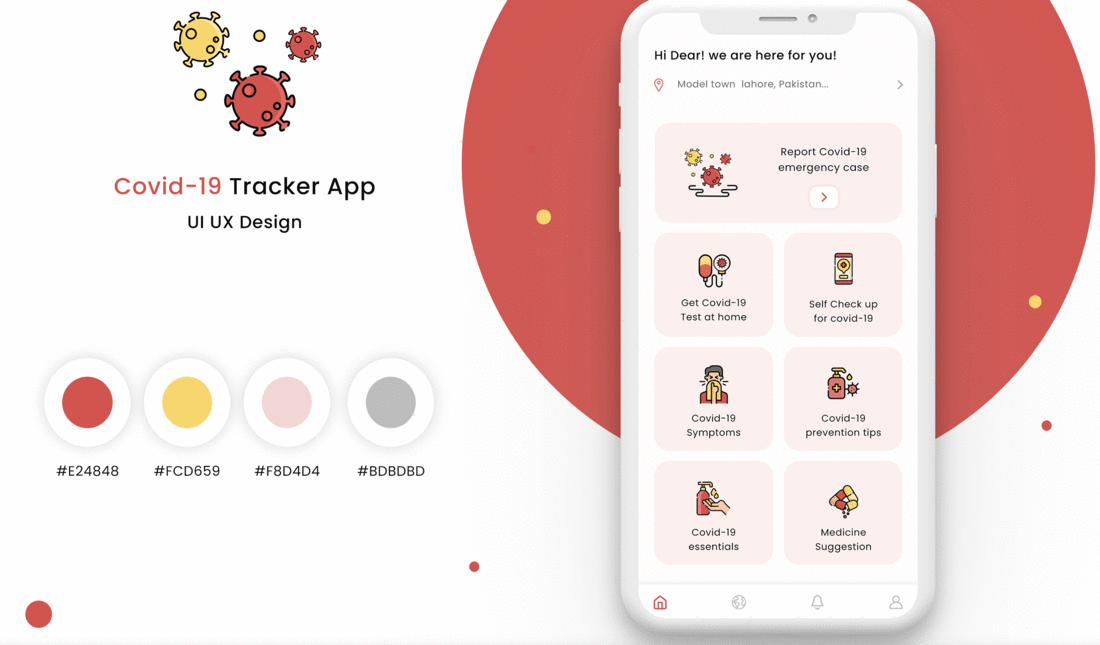 Covid-19 Tracker App
UI UX Design
#E24848
#FCD659
#F8D4D4
#BDBDBD
Hi Dear! we are here for you!
Model town lahore, Pakistan...
Report Covid-19
emergency case
Get Covid-19
Test at home
Self Check up
for covid-19
Covid-19
Symptoms
Covid-19
prevention tips
Covid-19
essentials
Medicine
Suggestion